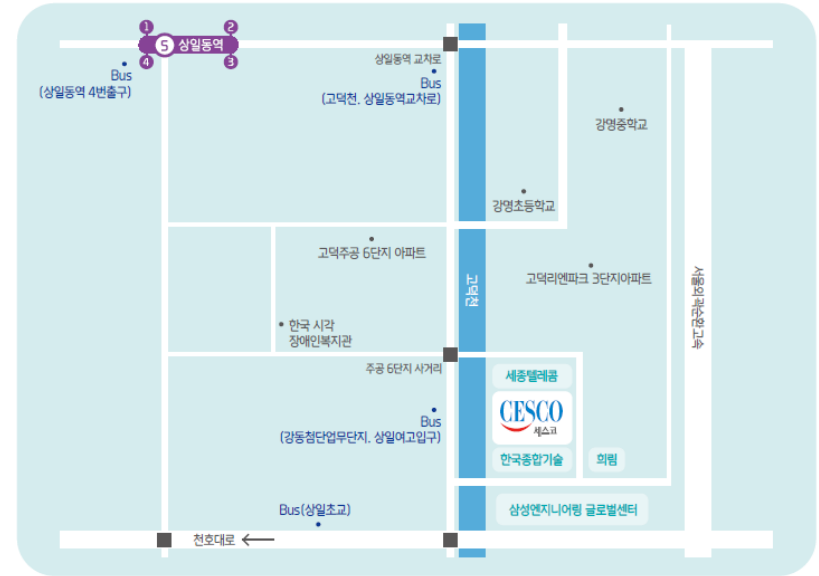 1
2
5 상일동역
4
3
상일동역 교차로
Bus
(상일동역 4번출구)
Bus
(고덕천, 상일동역교차로)
강명중학교
강명초등학교
고덕주공 6단지 아파트
고덕천
고덕리엔파크 3단지아파트
서울외곽순환고속
한국 시각
장애인복지관
주공 6단지 사거리
세종텔레콤
CESCO
세스코
Bus
(강동첨단업무단지, 상일여고입구)
한국종합기술
희림
Bus(상일초교)
삼성엔지니어링 글로벌센터
천호대로